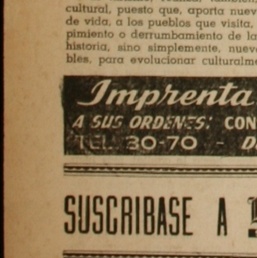 cultural, puesto que, aporta nuev
de vida, a los pueblos que visita,
pimiento o derrumbamiento de la
historia, sino simplemente, nuev
bles, para evolucionar culturalme
Imprenta
A SUS ORDENES: CON
TEL. 30-70 - D
SUSCRIBASE A